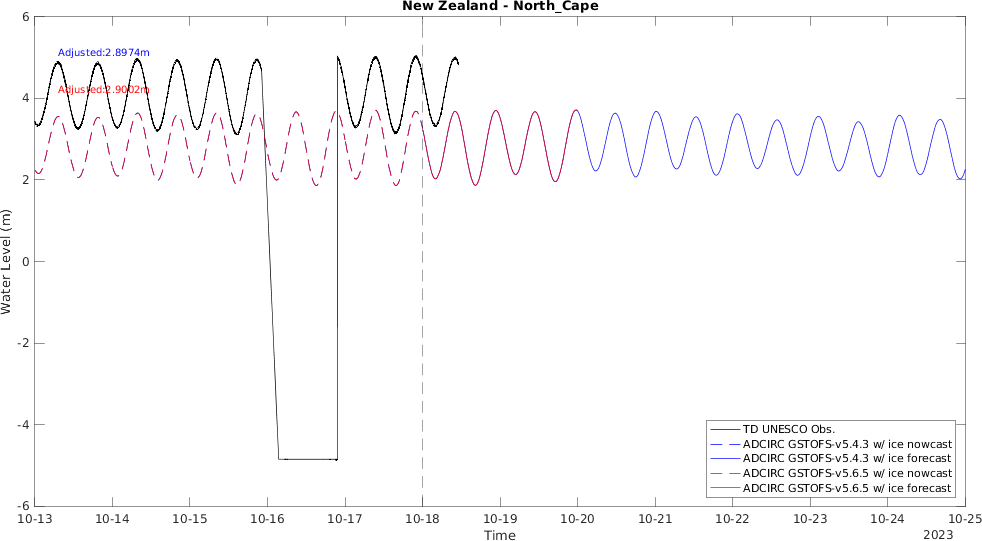 New Zealand - North_Cape
6
4
2
0
-2
-4
-6
Water Level (m)
Adjusted:2.8974m
Adjusted:2.9002m
TD UNESCO Obs.
ADCIRC GSTOFS-v5.4.3 w/ ice nowcast
ADCIRC GSTOFS-v5.4.3 w/ ice forecast
ADCIRC GSTOFS-v5.6.5 w/ ice nowcast
ADCIRC GSTOFS-v5.6.5 w/ ice forecast
10-13 10-14 10-15 10-16 10-17 10-18 10-19 10-20 10-21 10-22 10-23 10-24 10-25
Time
2023